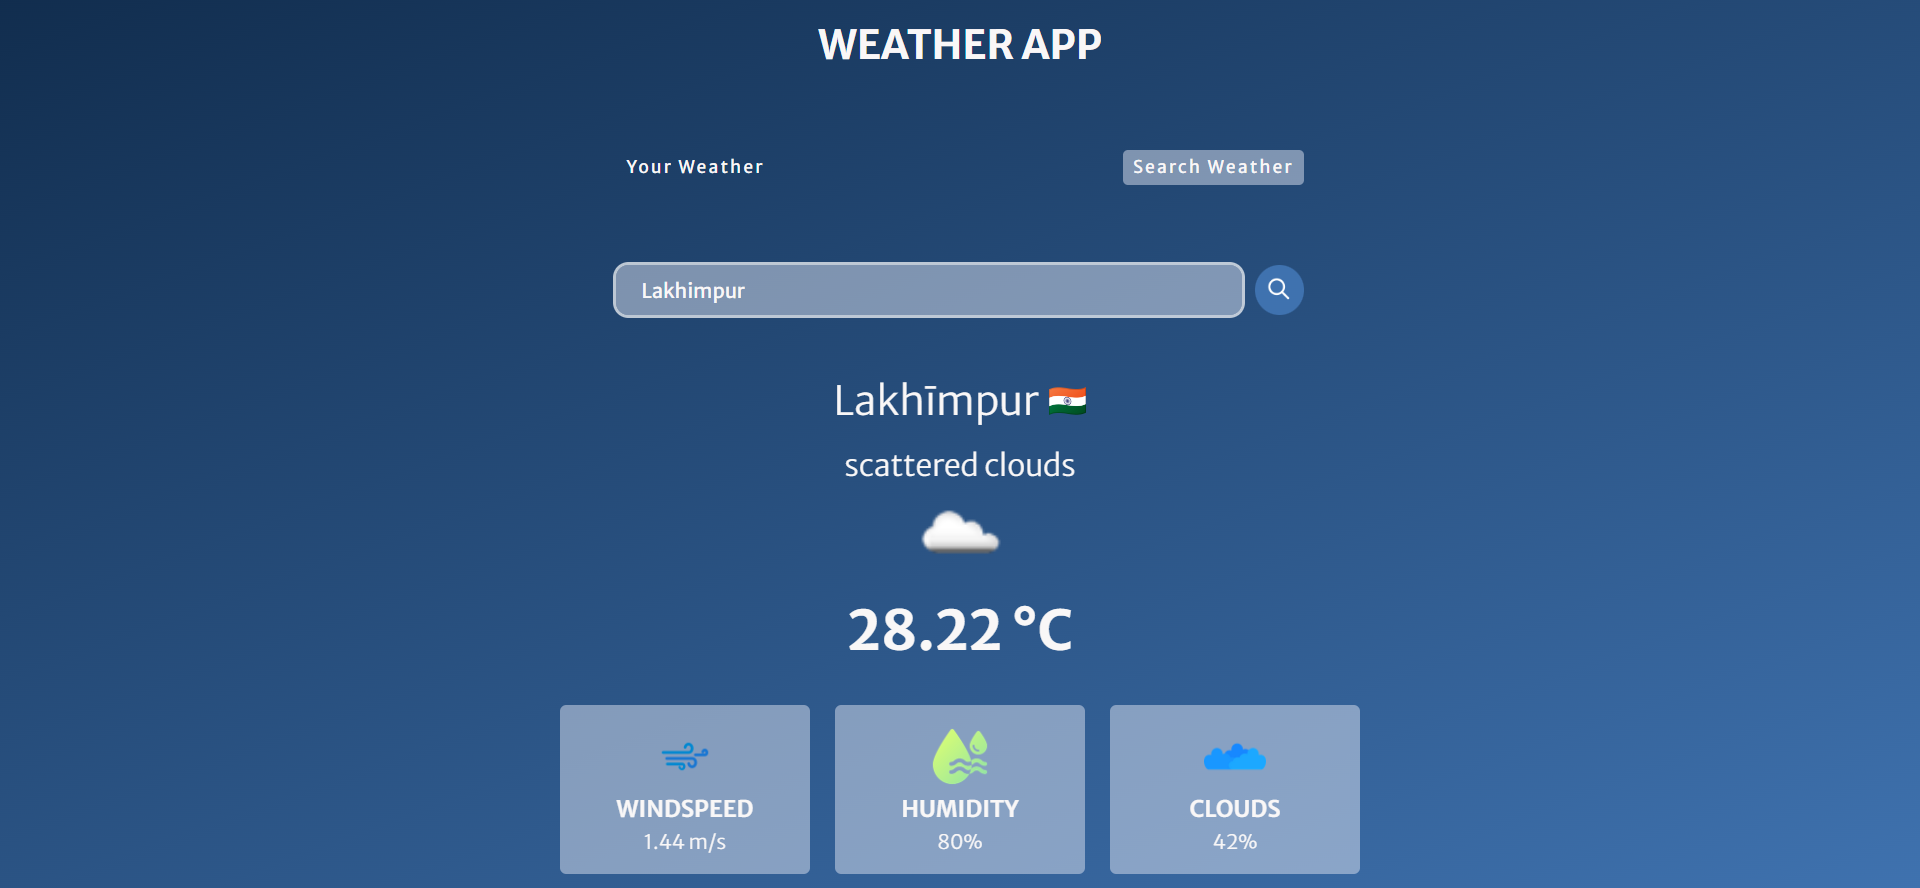 WEATHER APP
Your Weather
Search Weather
Lakhimpur
Lakhīmpur
scattered clouds
28.22 °C
WINDSPEED
1.44 m/s
HUMIDITY
80%
CLOUDS
42%